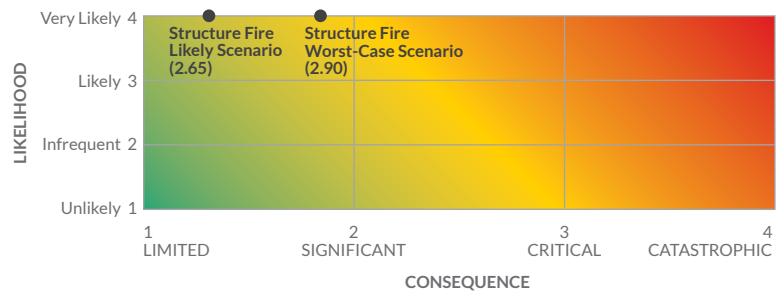 Very Likely 4
Structure Fire
Likely Scenario
(2.65)
Structure Fire
Worst-Case Scenario
(2.90)
LIKELIHOOD
Likely 3
Infrequent 2
Unlikely 1
1
LIMITED
2
SIGNIFICANT
3
CRITICAL
4
CATASTROPHIC
CONSEQUENCE